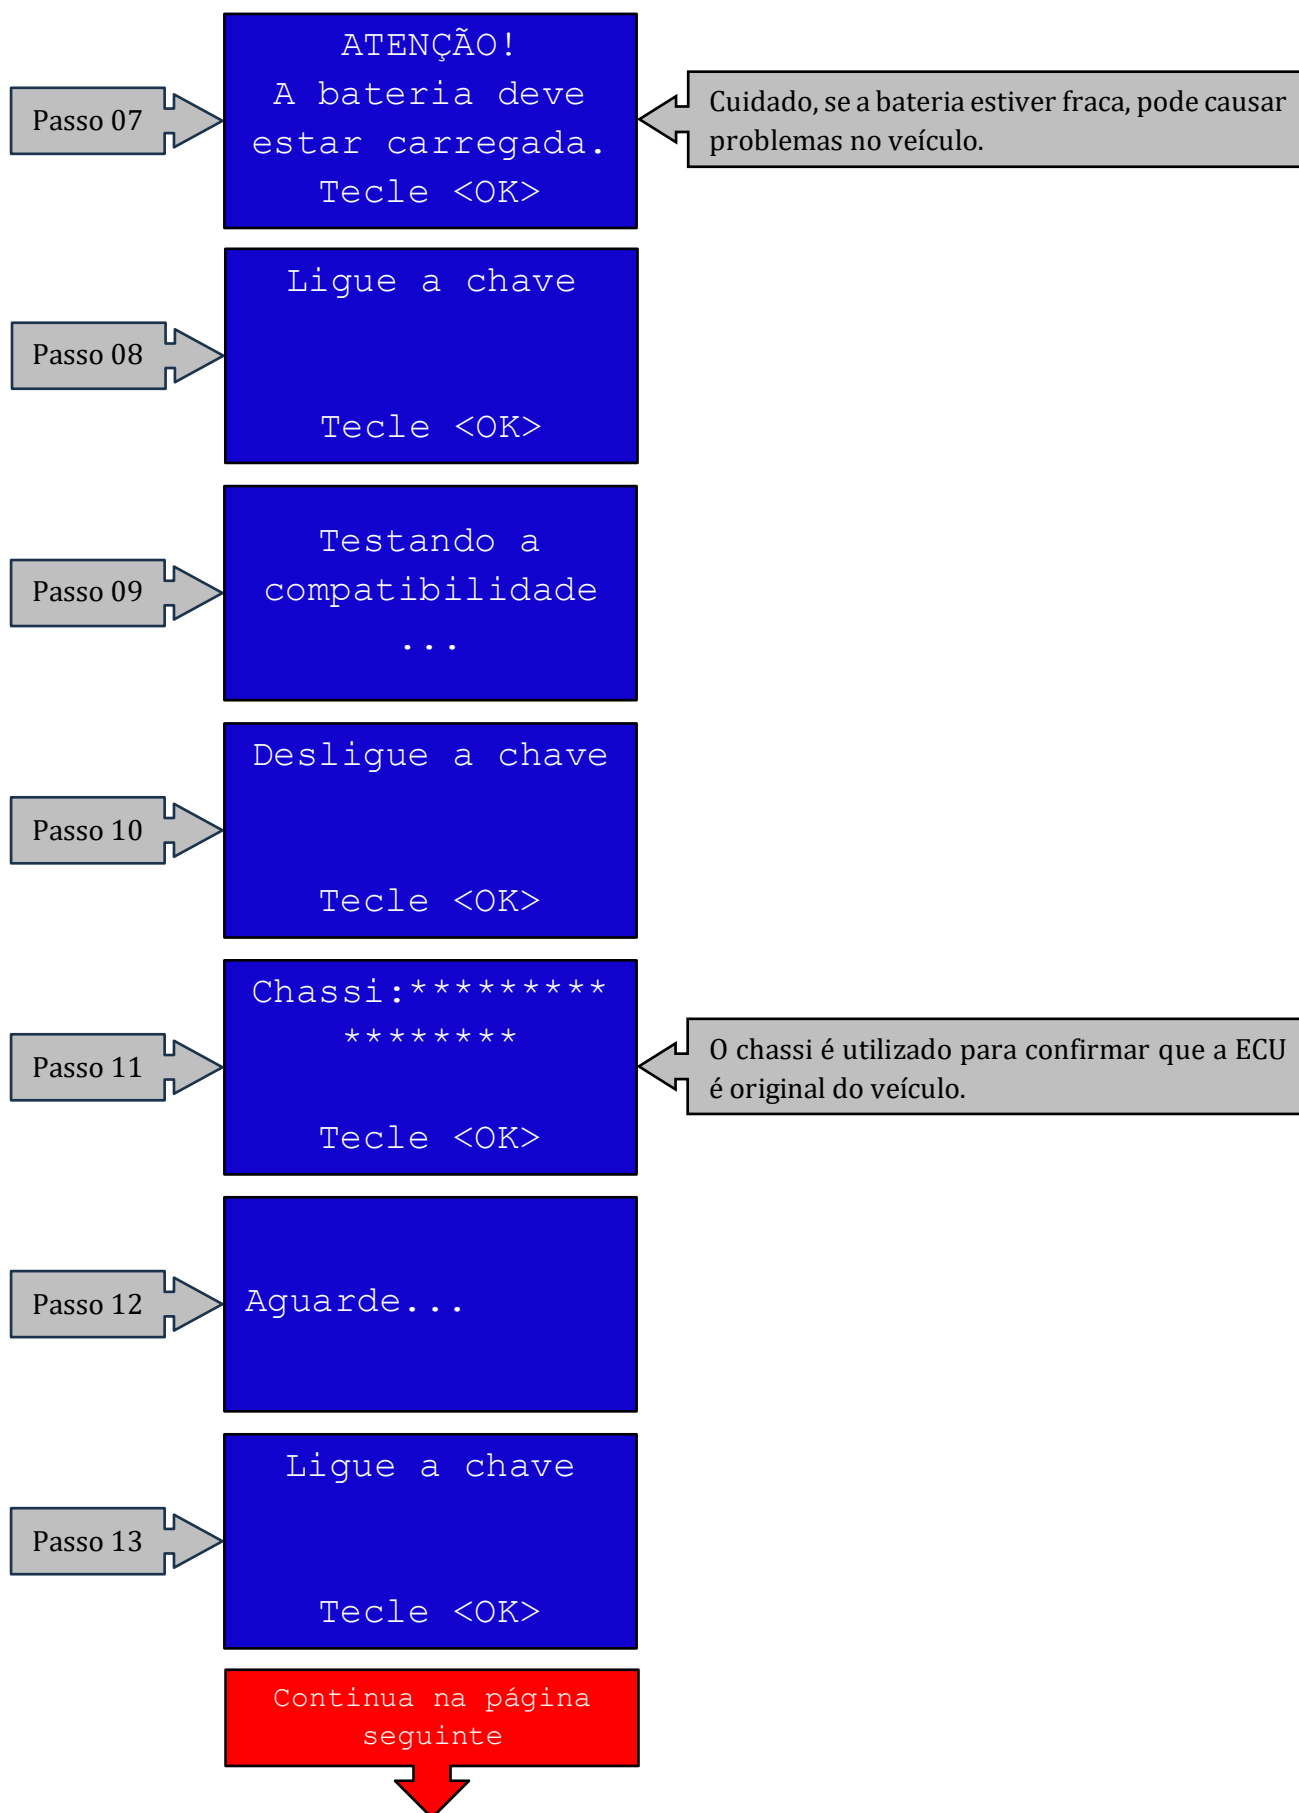 Passo 07
ATENÇÃO!
A bateria deve
estar carregada.
Tecle <OK>
Cuidado, se a bateria estiver fraca, pode causar
problemas no veículo.
Passo 08
Ligue a chave
Tecle <OK>
Passo 09
Testando a
compatibilidade
...
Passo 10
Desligue a chave
Tecle <OK>
Passo 11
Chassi:*********
********
Tecle <OK>
O chassi é utilizado para confirmar que a ECU
é original do veículo.
Passo 12
Aguarde...
Passo 13
Ligue a chave
Tecle <OK>
Continua na página
seguinte